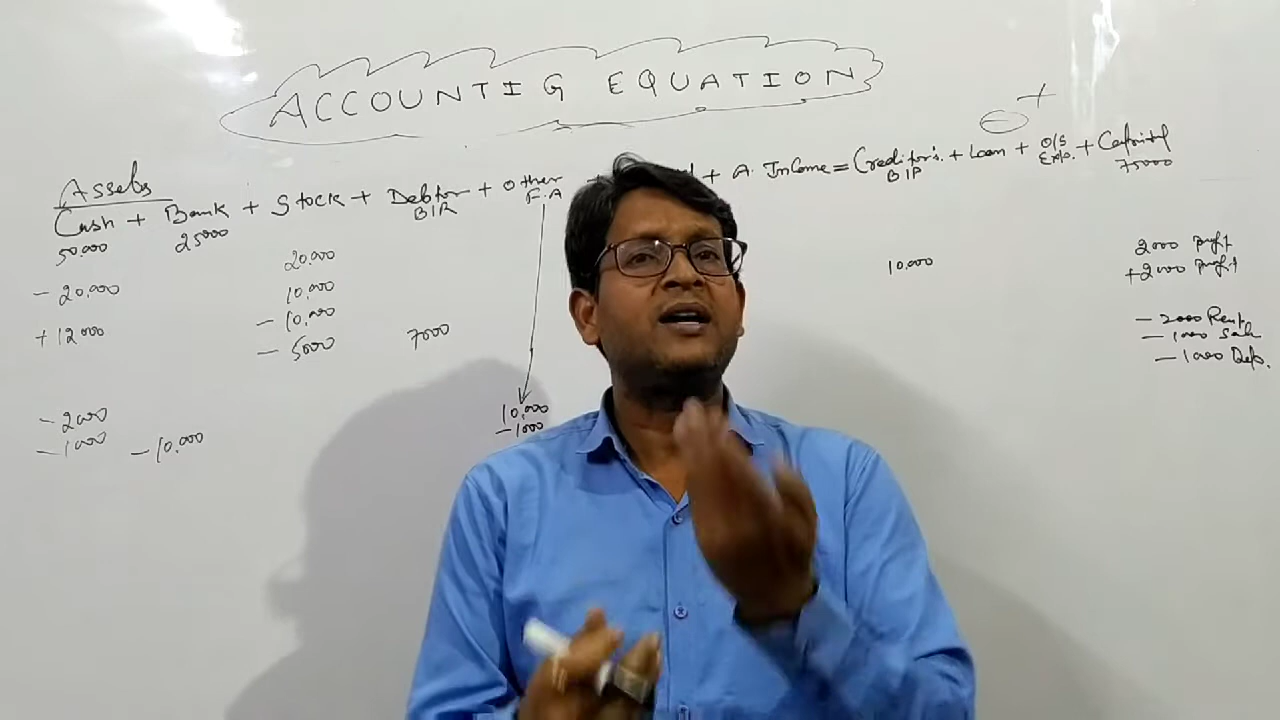 ACCOUNTIG EQUATION
Assets
Cash + Bank + Stock + Debtor + Other + A. Income = Creditor's. + Loan + O/S + Capital
B/R F.A B/P Exp. 75000
50,000 25000
20,000 2000 profit
- 20,000 10,000 10,000 +2000 profit
+ 12000 - 10,000 - 2000 Rent
- 5000 7000 - 1000 Sal
- 1000 Dep.
- 2000 10,000
- 1000 - 10,000 - 1000